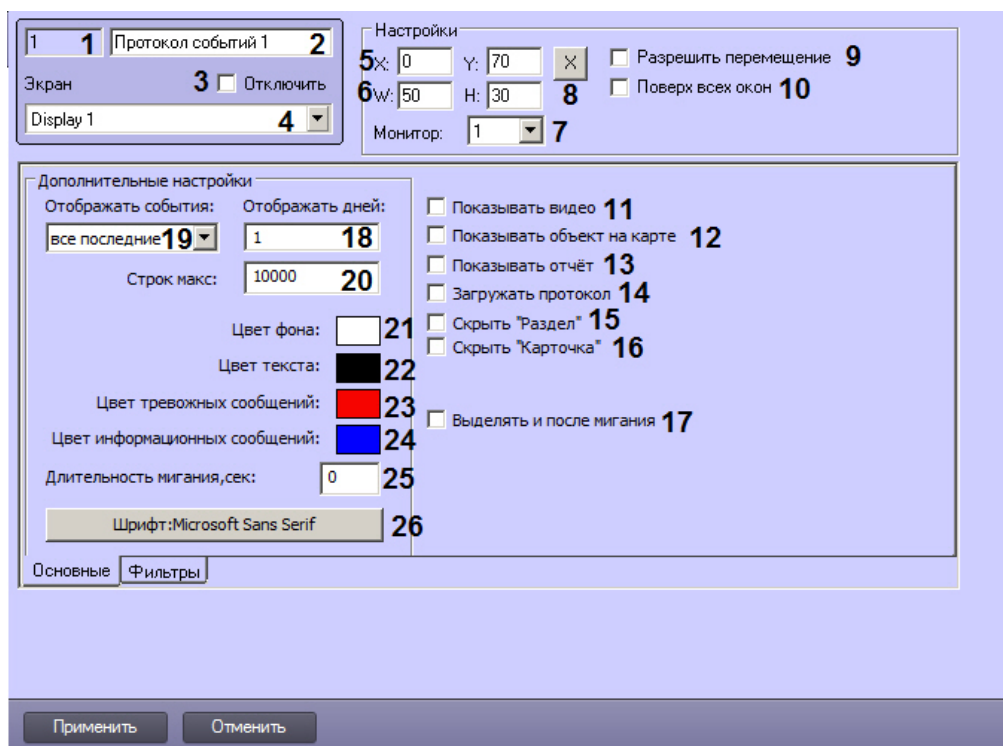 1 1 Протокол событий 1 2
Экран 3 Отключить
Display 1 4
Настройки
5 X: 0 Y: 70 X Разрешить перемещение 9
6 W: 50 H: 30 8 Поверх всех окон 10
Монитор: 1 7
Дополнительные настройки
Отображать события: Отображать дней:
все последние 19 1 18
Строк макс: 10000 20
Цвет фона: 21
Цвет текста: 22
Цвет тревожных сообщений: 23
Цвет информационных сообщений: 24
Длительность мигания,сек: 0 25
Шрифт:Microsoft Sans Serif 26
Показывать видео 11
Показывать объект на карте 12
Показывать отчёт 13
Загружать протокол 14
Скрыть "Раздел" 15
Скрыть "Карточка" 16
Выделять и после мигания 17
Основные Фильтры
Применить Отменить